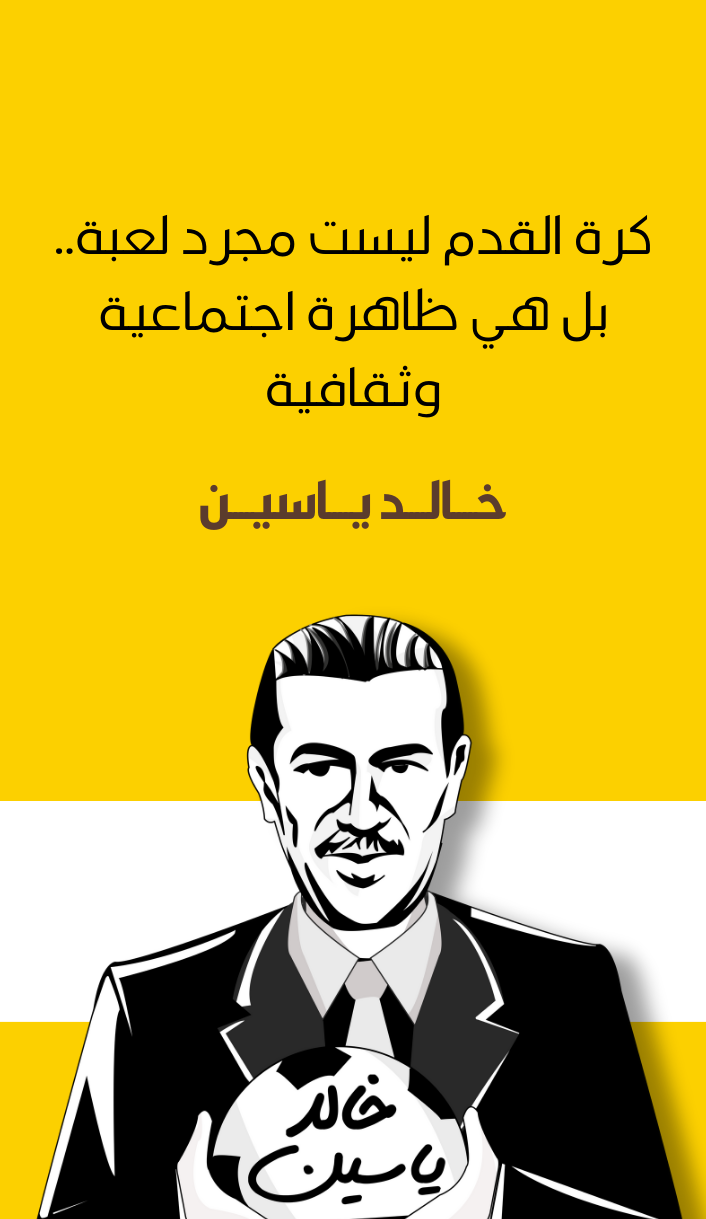 كرة القدم ليست مجرد لعبة..
بل هي ظاهرة اجتماعية
وثقافية
خـالـد يـاسيـن
خالد
ياسين